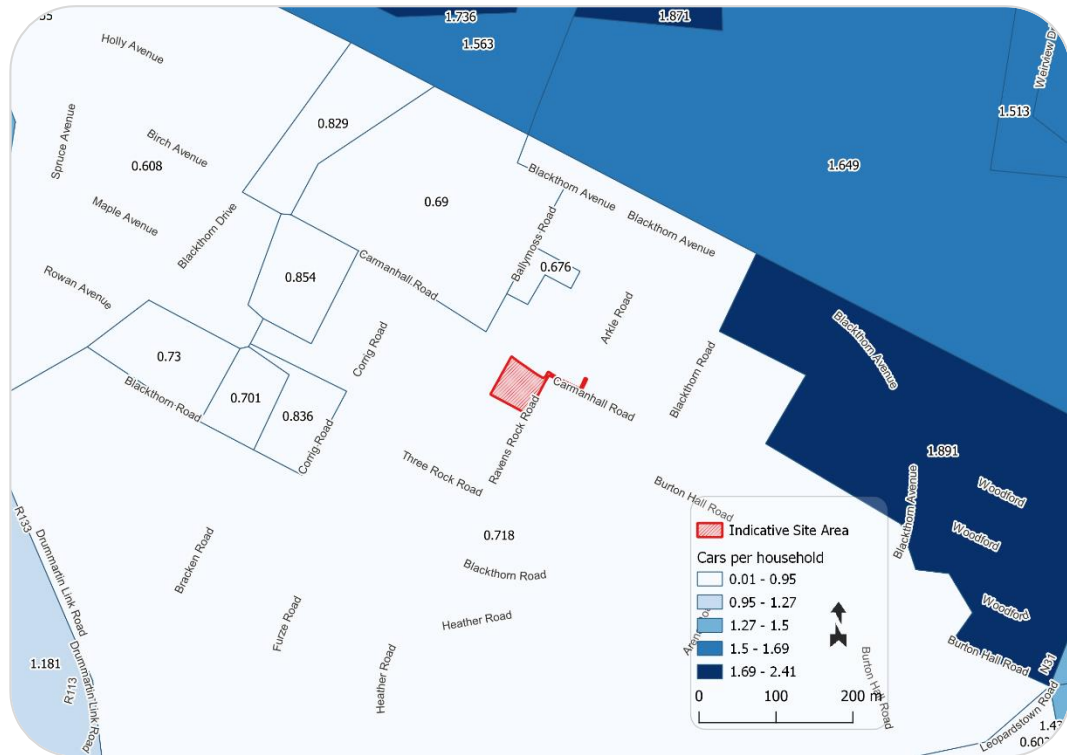 1.736
1.871
1.563
Holly Avenue
Weirview Dr
1.513
0.829
Spruce Avenue
Birch Avenue
0.608
1.649
Blackthorn Avenue
0.69
Maple Avenue
Blackthorn Avenue
Blackthorn Drive
Ballymoss Road
0.676
Carmanhall Road
0.854
Rowan Avenue
Arkle Road
Corrig Road
Blackthorn Avenue
0.73
Blackthorn Road
Carmanhall Road
Blackthorn Road
0.701
0.836
Corrig Road
Ravens Rock Road
Three Rock Road
1.891
Burton Hall Road
Woodford
Blackthorn Avenue
Woodford
R133
Drummartin Link Road
0.718
Bracken Road
Blackthorn Road
Furze Road
Heather Road
Woodford
Indicative Site Area
Cars per household
0.01 - 0.95
0.95 - 1.27
1.27 - 1.5
1.5 - 1.69
1.69 - 2.41
0
100
200 m
Burton Hall Road
N31
Heather Road
Burton Hall Road
1.181
R113
Drummartin Link Road
Leopardstown Road